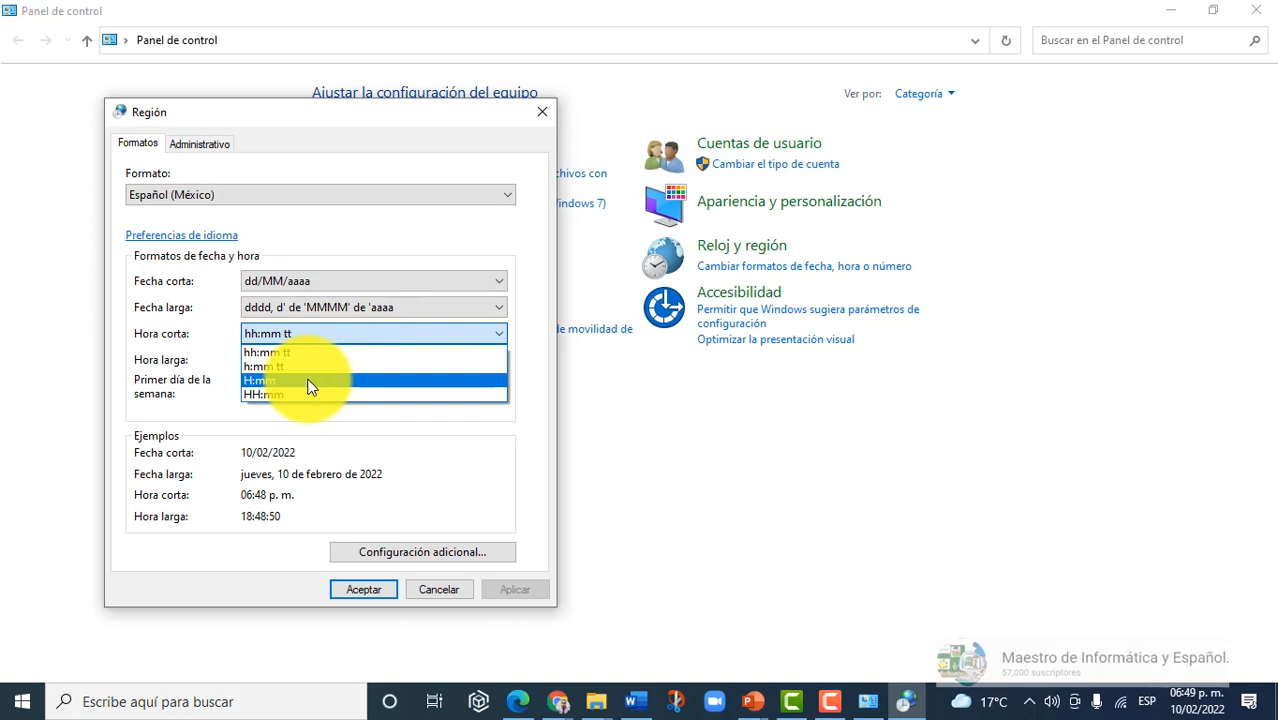 Panel de control
Panel de control
Buscar en el Panel de control
Ajustar la configuración del equipo
Ver por: Categoría
Región
Formatos
Administrativo
Formato:
Español (México)
Preferencias de idioma
Formatos de fecha y hora
Fecha corta: dd/MM/aaaa
Fecha larga: dddd, d' de 'MMMM' de 'aaaa
Hora corta: hh:mm tt
hh:mm tt
Hora larga: h:mm tt
Primer día de la H:mm
semana: HH:mm
Ejemplos
Fecha corta: 10/02/2022
Fecha larga: jueves, 10 de febrero de 2022
Hora corta: 06:48 p. m.
Hora larga: 18:48:50
Configuración adicional...
Aceptar Cancelar Aplicar
chivos con
indows 7)
de movilidad de
Cuentas de usuario
Cambiar el tipo de cuenta
Apariencia y personalización
Reloj y región
Cambiar formatos de fecha, hora o número
Accesibilidad
Permitir que Windows sugiera parámetros de
configuración
Optimizar la presentación visual
Maestro de Informática y Español.
57,000 suscriptores
Escribe aquí para buscar
17°C
ESP
06:49 p. m.
10/02/2022